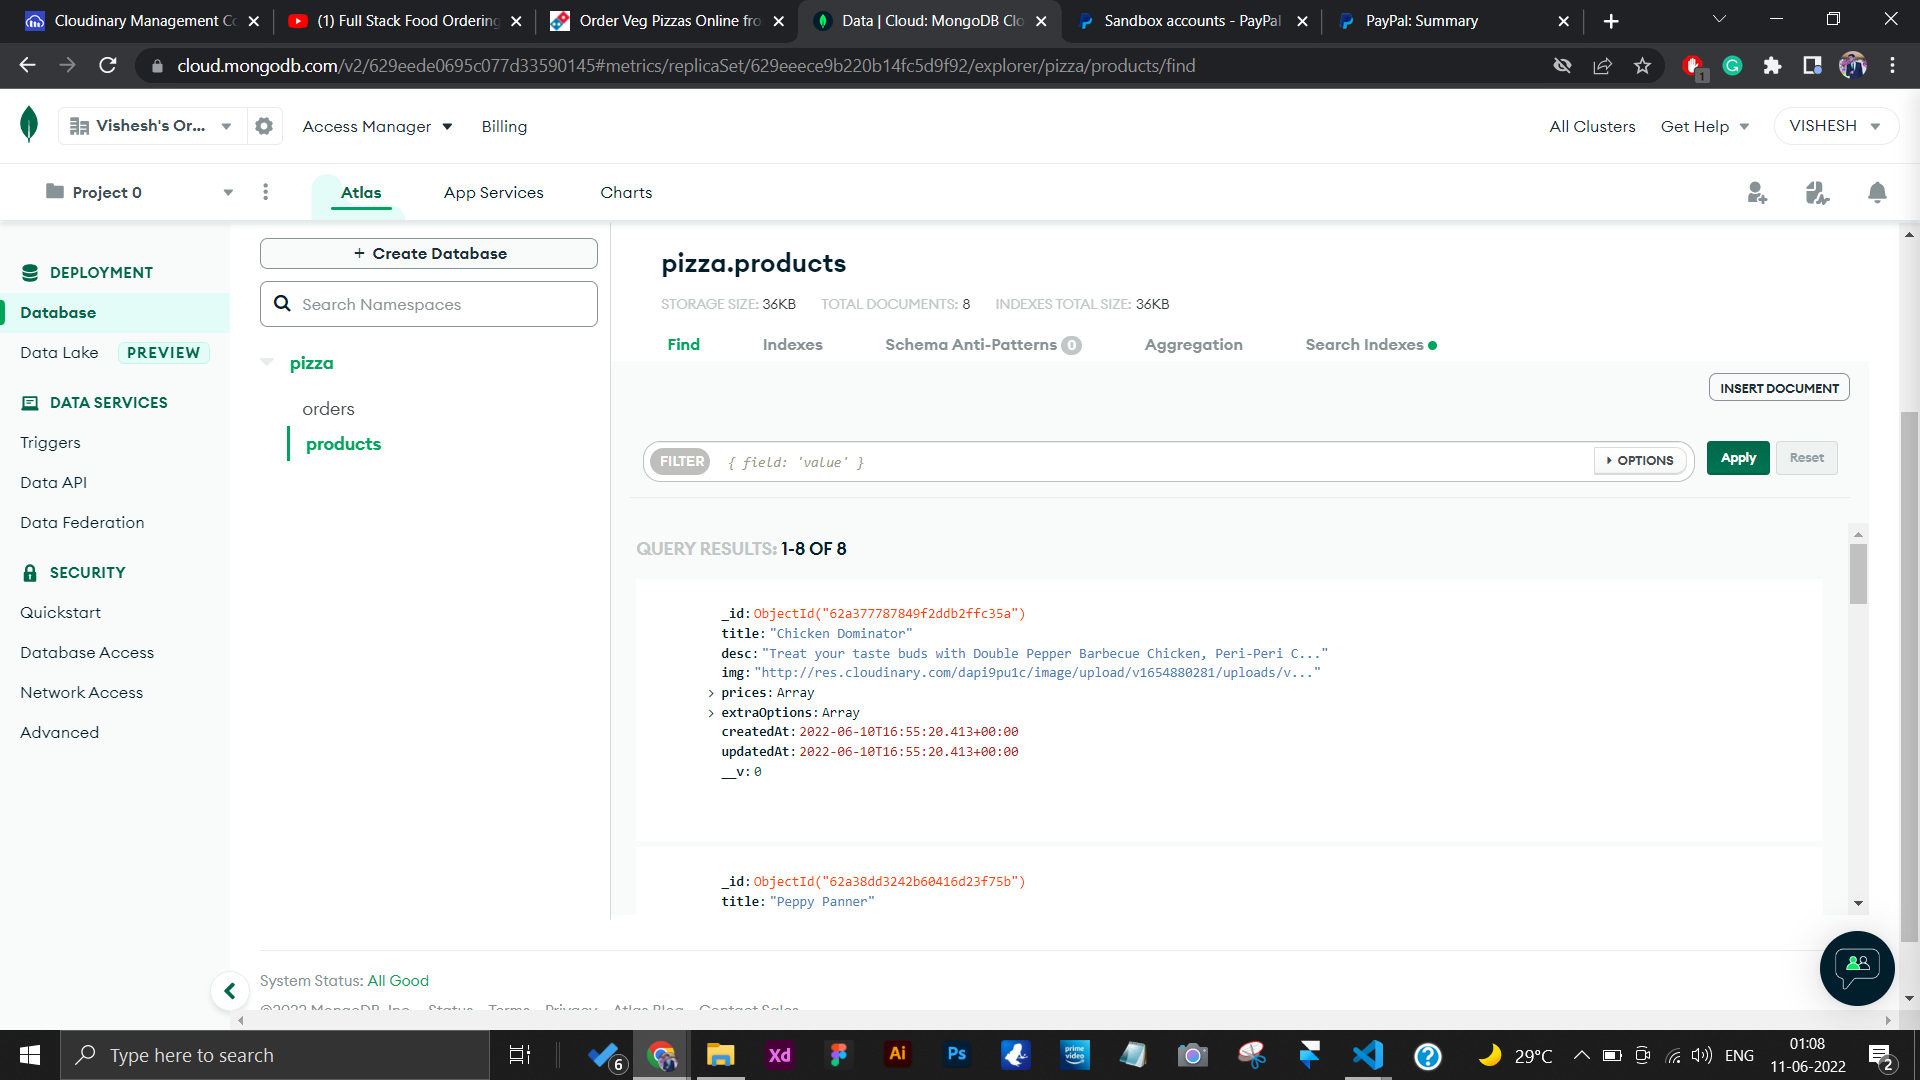 Cloudinary Management Co
(1) Full Stack Food Ordering
Order Veg Pizzas Online fro
Data | Cloud: MongoDB Clo
Sandbox accounts - PayPal
PayPal: Summary
cloud.mongodb.com/v2/629eede0695c077d33590145#metrics/replicaSet/629eeece9b220b14fc5d9f92/explorer/pizza/products/find
1
Vishesh's Or...
Access Manager
Billing
All Clusters
Get Help
VISHESH
Project 0
Atlas
App Services
Charts
DEPLOYMENT
Database
Data Lake PREVIEW
DATA SERVICES
Triggers
Data API
Data Federation
SECURITY
Quickstart
Database Access
Network Access
Advanced
+ Create Database
Search Namespaces
pizza
orders
products
pizza.products
STORAGE SIZE: 36KB TOTAL DOCUMENTS: 8 INDEXES TOTAL SIZE: 36KB
Find Indexes Schema Anti-Patterns 0 Aggregation Search Indexes
INSERT DOCUMENT
FILTER { field: 'value' } OPTIONS Apply Reset
QUERY RESULTS: 1-8 OF 8
_id: ObjectId("62a377787849f2ddb2ffc35a")
title: "Chicken Dominator"
desc: "Treat your taste buds with Double Pepper Barbecue Chicken, Peri-Peri C..."
img: "http://res.cloudinary.com/dapi9pu1c/image/upload/v1654880281/uploads/v..."
prices: Array
extraOptions: Array
createdAt: 2022-06-10T16:55:20.413+00:00
updatedAt: 2022-06-10T16:55:20.413+00:00
__v: 0
_id: ObjectId("62a38dd3242b60416d23f75b")
title: "Peppy Panner"
System Status: All Good
©2022 MongoDB, Inc. Status Terms Privacy Atlas Blog Contact Sales
Type here to search
6
Xd
Ai
Ps
prime video
29°C
ENG
01:08
11-06-2022
2